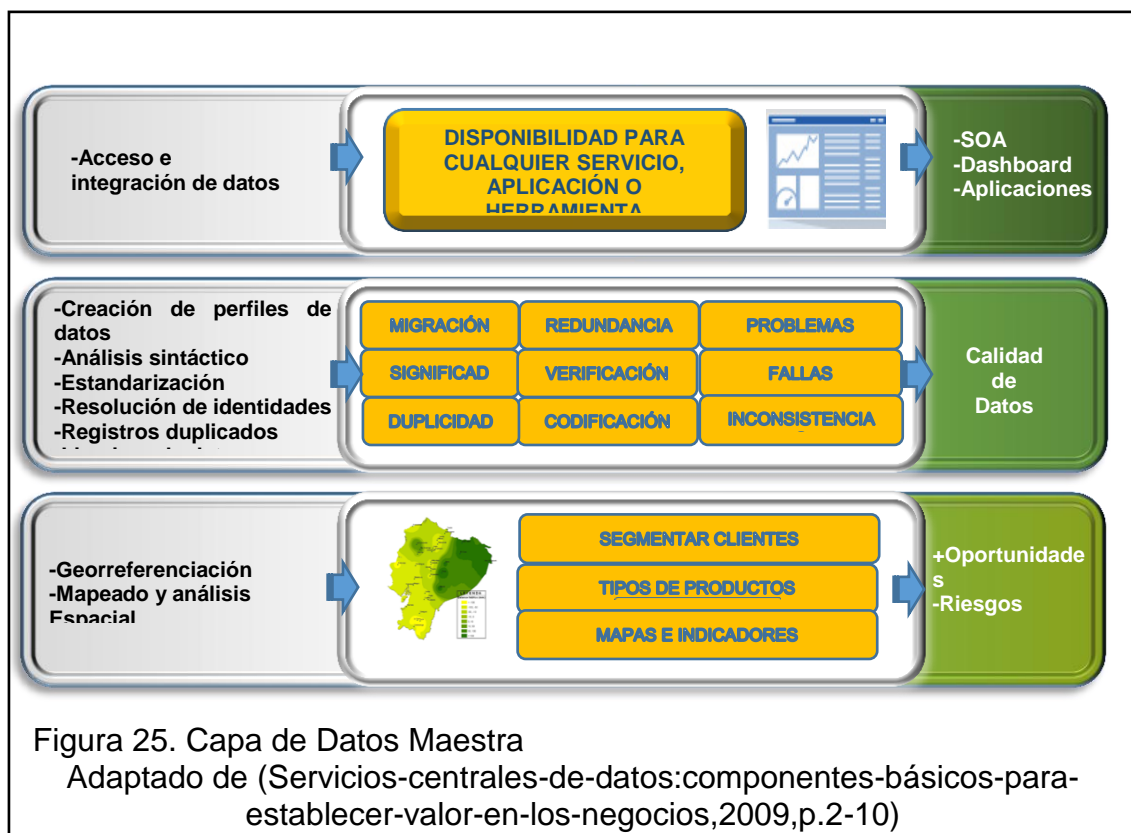 -Acceso e
integración de datos
DISPONIBILIDAD PARA
CUALQUIER SERVICIO,
APLICACIÓN O
HERRAMIENTA
-SOA
-Dashboard
-Aplicaciones
-Creación de perfiles de
datos
-Análisis sintáctico
-Estandarización
-Resolución de identidades
-Registros duplicados
MIGRACIÓN
REDUNDANCIA
PROBLEMAS
SIGNIFICAD
VERIFICACIÓN
FALLAS
DUPLICIDAD
CODIFICACIÓN
INCONSISTENCIA
Calidad
de
Datos
-Georreferenciación
-Mapeado y análisis
Espacial
SEGMENTAR CLIENTES
TIPOS DE PRODUCTOS
MAPAS E INDICADORES
+Oportunidade
s
-Riesgos
Figura 25. Capa de Datos Maestra
Adaptado de (Servicios-centrales-de-datos:componentes-básicos-para-
establecer-valor-en-los-negocios,2009,p.2-10)